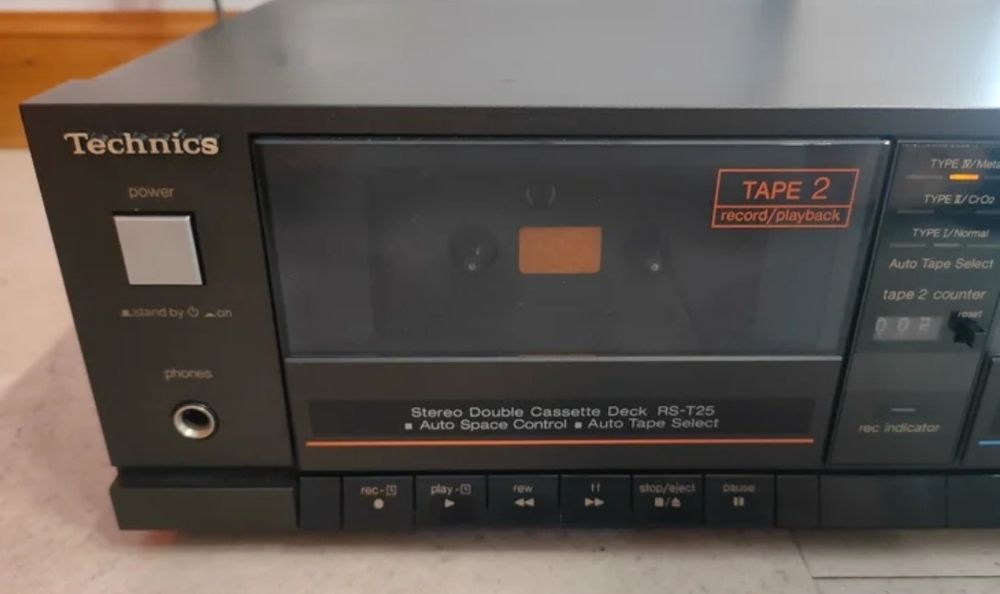 Technics
power
stand by on
phones
TAPE 2
record/playback
Stereo Double Cassette Deck RS-T25
Auto Space Control Auto Tape Select
rec-
play-
rew
ff
stop/eject
pause
TYPE IV/Meta
TYPE II/CrO2
TYPE I/Normal
Auto Tape Select
tape 2 counter
reset
002
rec indicator